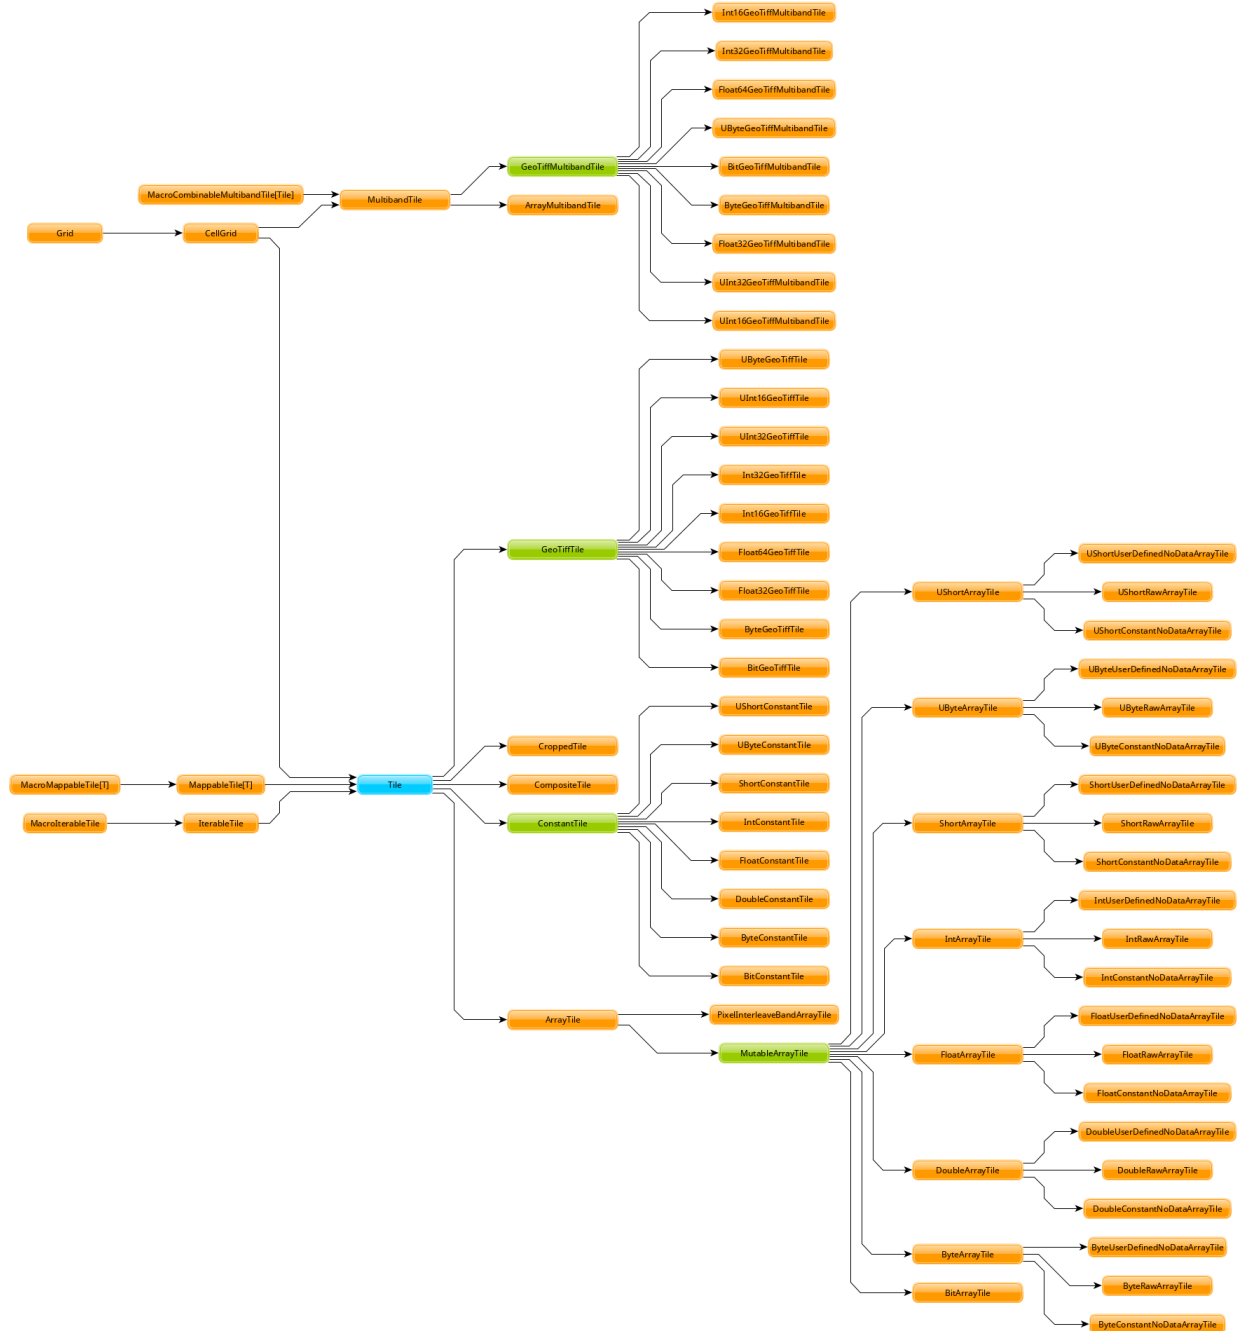 Int16GeoTiffMultibandTile
Int32GeoTiffMultibandTile
Float64GeoTiffMultibandTile
UByteGeoTiffMultibandTile
GeoTiffMultibandTile
BitGeoTiffMultibandTile
MacroCombinableMultibandTile[Tile]
MultibandTile
ArrayMultibandTile
ByteGeoTiffMultibandTile
Grid
CellGrid
Float32GeoTiffMultibandTile
UInt32GeoTiffMultibandTile
UInt16GeoTiffMultibandTile
UByteGeoTiffTile
UInt16GeoTiffTile
UInt32GeoTiffTile
Int32GeoTiffTile
Int16GeoTiffTile
GeoTiffTile
Float64GeoTiffTile
Float32GeoTiffTile
ByteGeoTiffTile
BitGeoTiffTile
UShortUserDefinedNoDataArrayTile
UShortArrayTile
UShortRawArrayTile
UShortConstantNoDataArrayTile
UByteUserDefinedNoDataArrayTile
UByteArrayTile
UByteRawArrayTile
UByteConstantNoDataArrayTile
UShortConstantTile
CroppedTile
UByteConstantTile
MacroMappableTile[T]
MappableTile[T]
Tile
CompositeTile
ShortConstantTile
MacroIterableTile
IterableTile
ConstantTile
IntConstantTile
FloatConstantTile
DoubleConstantTile
ByteConstantTile
BitConstantTile
ShortUserDefinedNoDataArrayTile
ShortArrayTile
ShortRawArrayTile
ShortConstantNoDataArrayTile
IntUserDefinedNoDataArrayTile
IntArrayTile
IntRawArrayTile
IntConstantNoDataArrayTile
ArrayTile
PixelInterleaveBandArrayTile
MutableArrayTile
FloatUserDefinedNoDataArrayTile
FloatArrayTile
FloatRawArrayTile
FloatConstantNoDataArrayTile
DoubleUserDefinedNoDataArrayTile
DoubleArrayTile
DoubleRawArrayTile
DoubleConstantNoDataArrayTile
ByteUserDefinedNoDataArrayTile
ByteArrayTile
ByteRawArrayTile
BitArrayTile
ByteConstantNoDataArrayTile